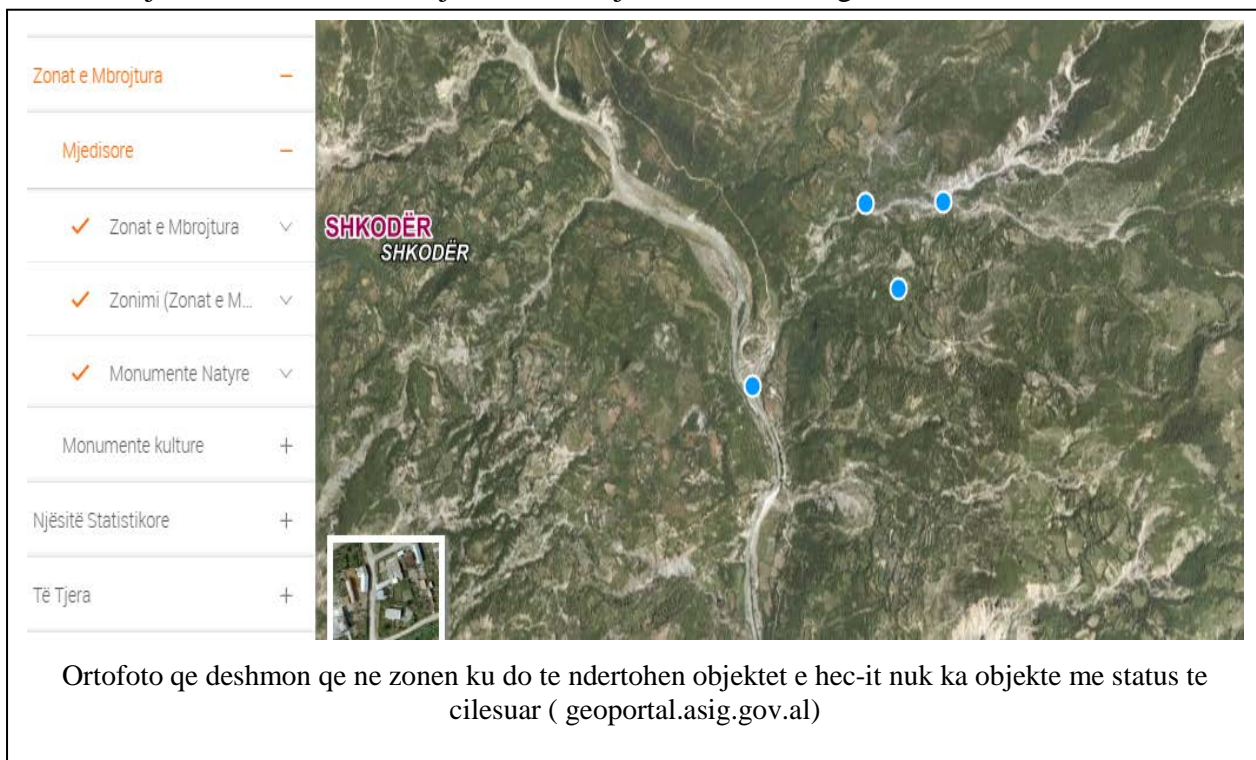 Zonat e Mbrojtura
Mjedisore
Zonat e Mbrojtura
Zonimi (Zonat e M...
Monumente Natyre
Monumente kulture
Njësitë Statistikore
Të Tjera
SHKODËR
SHKODËR
Ortofoto qe deshmon qe ne zonen ku do te ndertohen objektet e hec-it nuk ka objekte me status te
cilesuar ( geoportal.asig.gov.al)